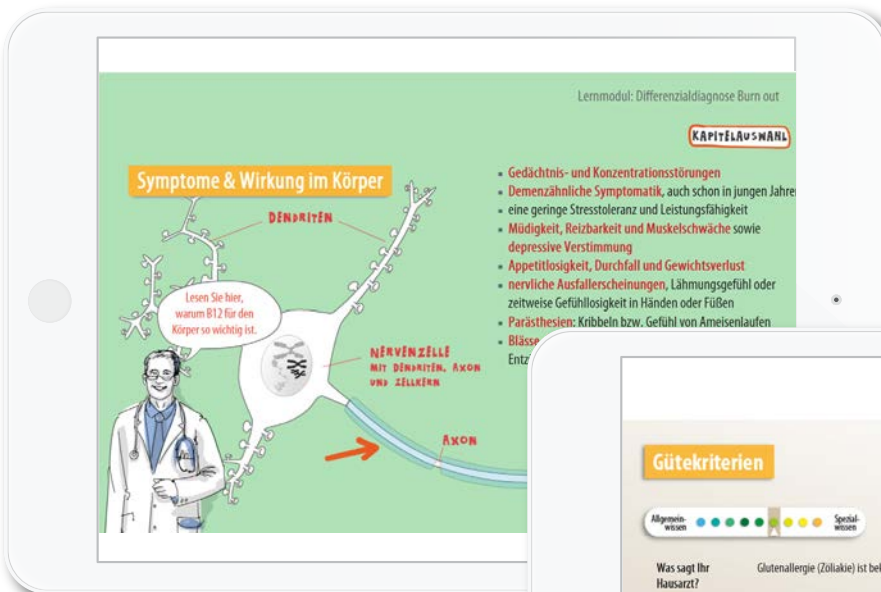 Lernmodul: Differenzialdiagnose Burn out
KAPITELAUSWAHL
Symptome & Wirkung im Körper
DENDRITEN
Lesen Sie hier,
warum B12 für den
Körper so wichtig ist.
NERVENZELLE
MIT DENDRITEN, AXON
UND ZELLKERN
AXON
Gedächtnis- und Konzentrationsstörungen
Demenzähnliche Symptomatik, auch schon in jungen Jahren
eine geringe Stresstoleranz und Leistungsfähigkeit
Müdigkeit, Reizbarkeit und Muskelschwäche sowie
depressive Verstimmung
Appetitlosigkeit, Durchfall und Gewichtsverlust
nervliche Ausfallerscheinungen, Lähmungsgefühl oder
zeitweise Gefühllosigkeit in Händen oder Füßen
Parästhesien: Kribbeln bzw. Gefühl von Ameisenlaufen
Blässe
Gütekriterien
Allgemein-
wissen
Spezial-
wissen
Was sagt Ihr
Hausarzt?
Glutenallergie (Zöliakie) ist